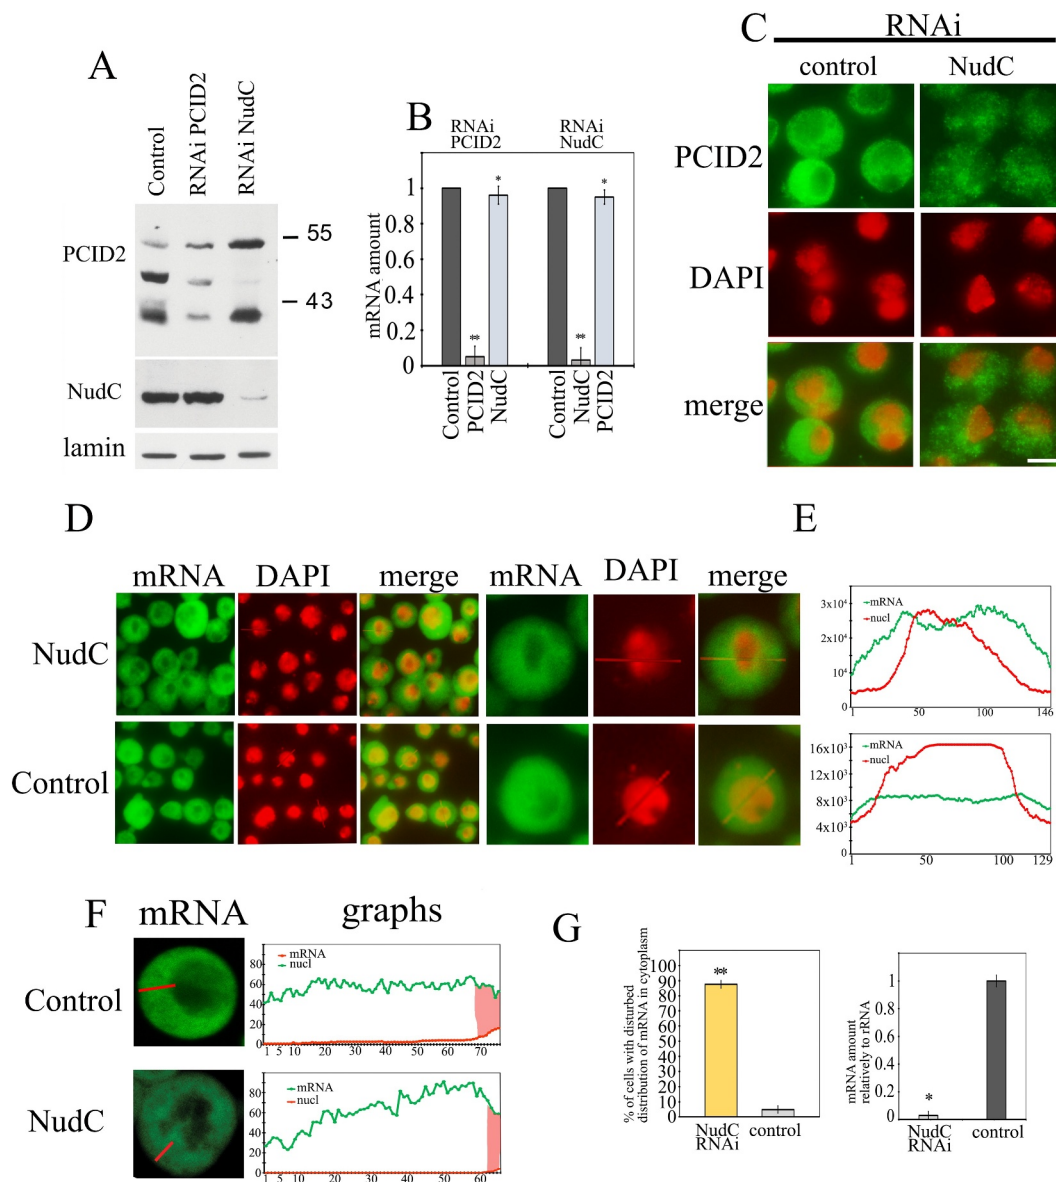 A
Control
RNAi PCID2
RNAi NudC
PCID2
55
43
NudC
lamin
B
RNAi PCID2
RNAi NudC
mRNA amount
1
0.8
0.6
0.4
0.2
0
**
*
**
*
Control
PCID2
NudC
Control
NudC
PCID2
C
RNAi
control NudC
PCID2
DAPI
merge
D
mRNA DAPI merge mRNA DAPI merge
NudC
Control
E
3x10⁴
2x10⁴
10⁴
0
mRNA
nucl
1 50 100 146
16x10³
12x10³
8x10³
4x10³
0
mRNA
nucl
1 50 100 129
F
mRNA graphs
Control
80
60
40
20
0
mRNA
nucl
1 5 10 20 30 40 50 60 70
NudC
80
60
40
20
0
mRNA
nucl
1 5 10 20 30 40 50 60
G
% of cells with disturbed
distribution of mRNA in cytoplasm
100
90
80
70
60
50
40
30
20
10
0
**
NudC RNAi
control
mRNA amount
relatively to rRNA
1
0.8
0.6
0.4
0.2
0
*
NudC RNAi
control